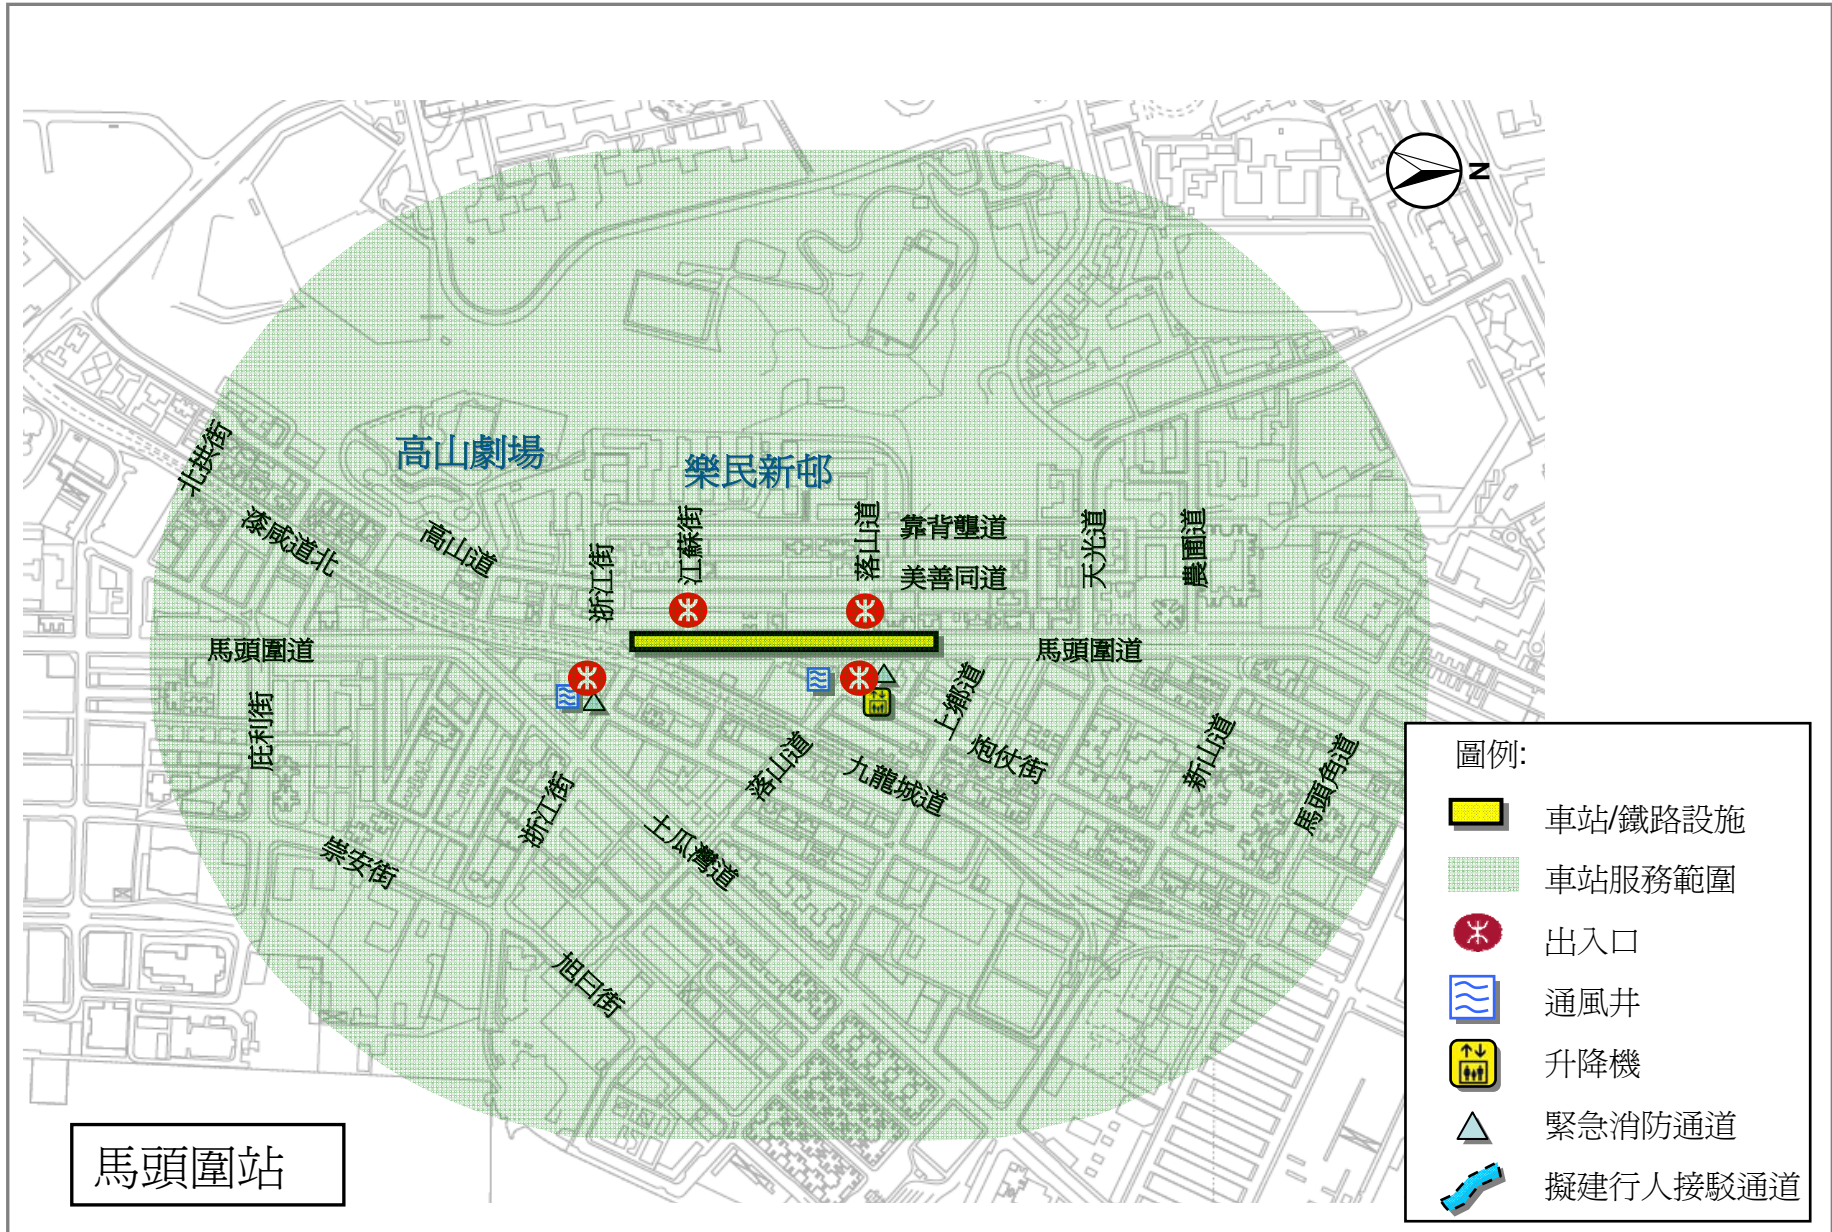 N
高山劇場
樂民新邨
北拱街
漆咸道北
高山道
浙江街
江蘇街
落山道
靠背壟道
美善同道
天光道
農圃道
馬頭圍道
馬頭圍道
庇利街
崇安街
浙江街
旭日街
土瓜灣道
落山道
九龍城道
上鄉道
炮仗街
新山道
馬頭角道
圖例:
車站/鐵路設施
車站服務範圍
出入口
通風井
升降機
緊急消防通道
擬建行人接駁通道
馬頭圍站